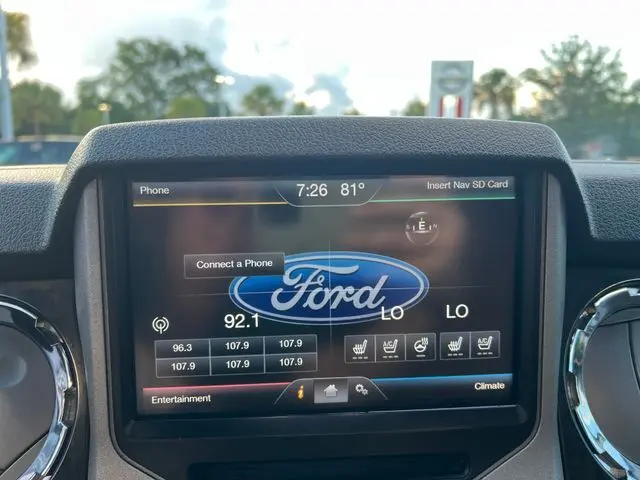 Phone 7:26 81° Insert Nav SD Card
E
Connect a Phone
Ford
92.1 LO LO
96.3 107.9 107.9
107.9 107.9 107.9
A/C A/C
Entertainment i Climate